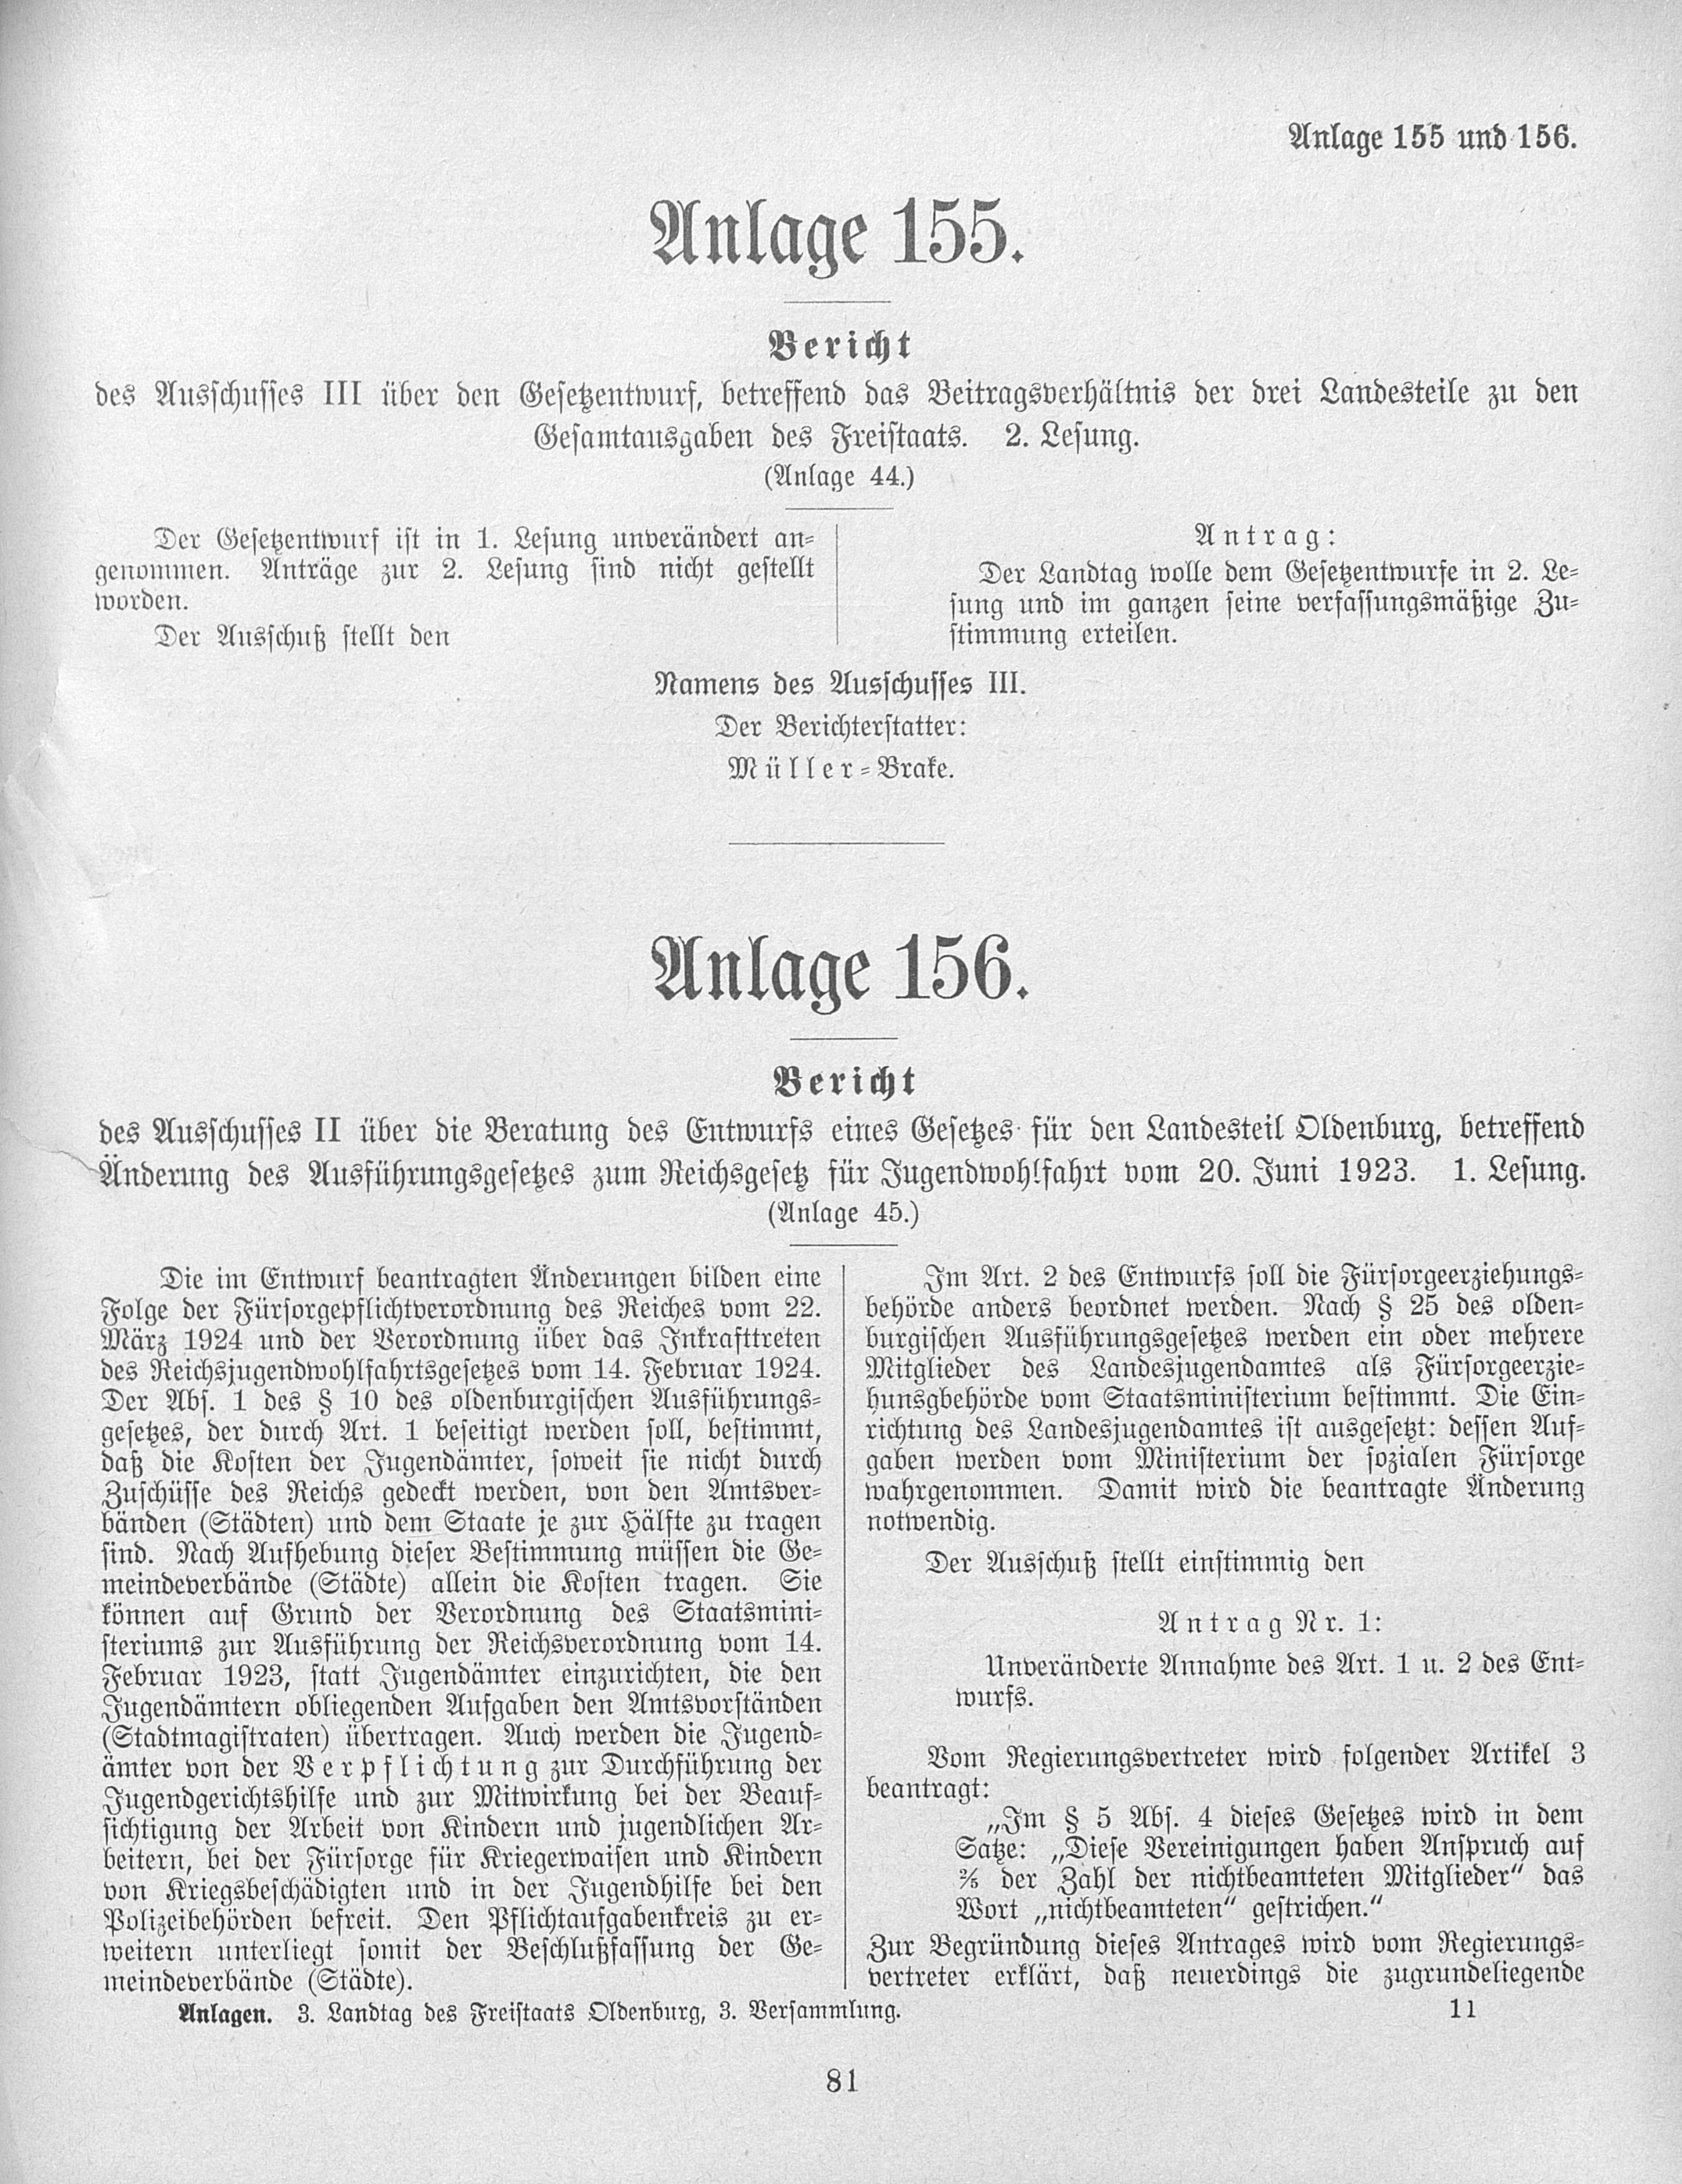 Anlage 155 und 156.
Anlage 155.
Bericht
des Ausschusses III über den Gesetzentwurf, betreffend das Beitragsverhältnis der drei Landesteile zu den
Gesamtausgaben des Freistaats. 2. Lesung.
(Anlage 44.)
Der Gesetzentwurf ist in 1. Lesung unverändert an-
genommen. Anträge zur 2. Lesung sind nicht gestellt
worden.
Der Ausschuß stellt den
Antrag:
Der Landtag wolle dem Gesetzentwurfe in 2. Le-
sung und im ganzen seine verfassungsmäßige Zu-
stimmung erteilen.
Namens des Ausschusses III.
Der Berichterstatter:
Müller-Brake.
Anlage 156.
Bericht
des Ausschusses II über die Beratung des Entwurfs eines Gesetzes für den Landesteil Oldenburg, betreffend
Änderung des Ausführungsgesetzes zum Reichsgesetz für Jugendwohlfahrt vom 20. Juni 1923. 1. Lesung.
(Anlage 45.)
Die im Entwurf beantragten Änderungen bilden eine
Folge der Fürsorgepflichtverordnung des Reiches vom 22.
März 1924 und der Verordnung über das Inkrafttreten
des Reichsjugendwohlfahrtsgesetzes vom 14. Februar 1924.
Der Abs. 1 des § 10 des oldenburgischen Ausführungs-
gesetzes, der durch Art. 1 beseitigt werden soll, bestimmt,
daß die Kosten der Jugendämter, soweit sie nicht durch
Zuschüsse des Reichs gedeckt werden, von den Amtsver-
bänden (Städten) und dem Staate je zur Hälfte zu tragen
sind. Nach Aufhebung dieser Bestimmung müssen die Ge-
meindeverbände (Städte) allein die Kosten tragen. Sie
können auf Grund der Verordnung des Staatsmini-
steriums zur Ausführung der Reichsverordnung vom 14.
Februar 1923, statt Jugendämter einzurichten, die den
Jugendämtern obliegenden Aufgaben den Amtsvorständen
(Stadtmagistraten) übertragen. Auch werden die Jugend-
ämter von der Verpflichtung zur Durchführung der
Jugendgerichtshilfe und zur Mitwirkung bei der Beauf-
sichtigung der Arbeit von Kindern und jugendlichen Ar-
beitern, bei der Fürsorge für Kriegerwaisen und Kindern
von Kriegsbeschädigten und in der Jugendhilfe bei den
Polizeibehörden befreit. Den Pflichtaufgabenkreis zu er-
weitern unterliegt somit der Beschlußfassung der Ge-
meindeverbände (Städte).
Im Art. 2 des Entwurfs soll die Fürsorgeerziehungs-
behörde anders beordnet werden. Nach § 25 des olden-
burgischen Ausführungsgesetzes werden ein oder mehrere
Mitglieder des Landesjugendamtes als Fürsorgeerzie-
hunsgbehörde vom Staatsministerium bestimmt. Die Ein-
richtung des Landesjugendamtes ist ausgesetzt: dessen Auf-
gaben werden vom Ministerium der sozialen Fürsorge
wahrgenommen. Damit wird die beantragte Änderung
notwendig.
Der Ausschuß stellt einstimmig den
Antrag Nr. 1:
Unveränderte Annahme des Art. 1 u. 2 des Ent-
wurfs.
Vom Regierungsvertreter wird folgender Artikel 3
beantragt:
„Im § 5 Abs. 4 dieses Gesetzes wird in dem
Satze: „Diese Vereinigungen haben Anspruch auf
⅖ der Zahl der nichtbeamteten Mitglieder“ das
Wort „nichtbeamteten“ gestrichen.“
Zur Begründung dieses Antrages wird vom Regierungs-
vertreter erklärt, daß neuerdings die zugrundeliegende
Anlagen. 3. Landtag des Freistaats Oldenburg, 3. Versammlung.
11
81